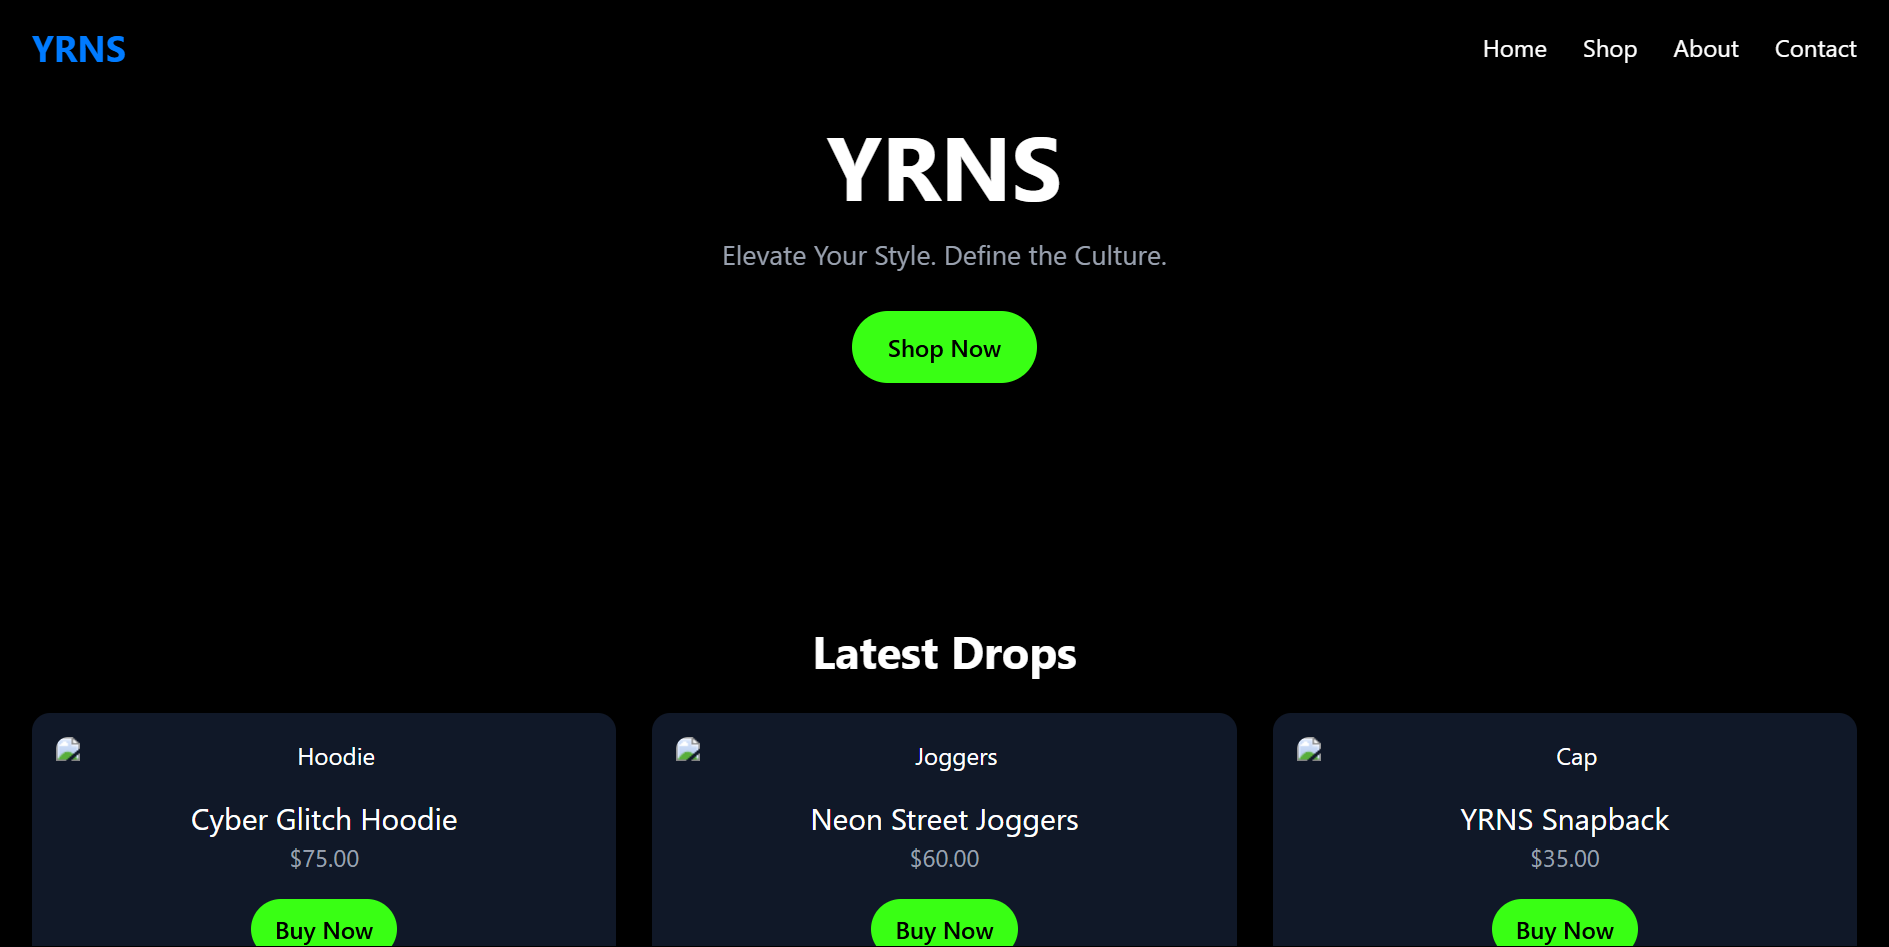 YRNS
Home Shop About Contact
YRNS
Elevate Your Style. Define the Culture.
Shop Now
Latest Drops
Hoodie
Cyber Glitch Hoodie
$75.00
Buy Now
Joggers
Neon Street Joggers
$60.00
Buy Now
Cap
YRNS Snapback
$35.00
Buy Now